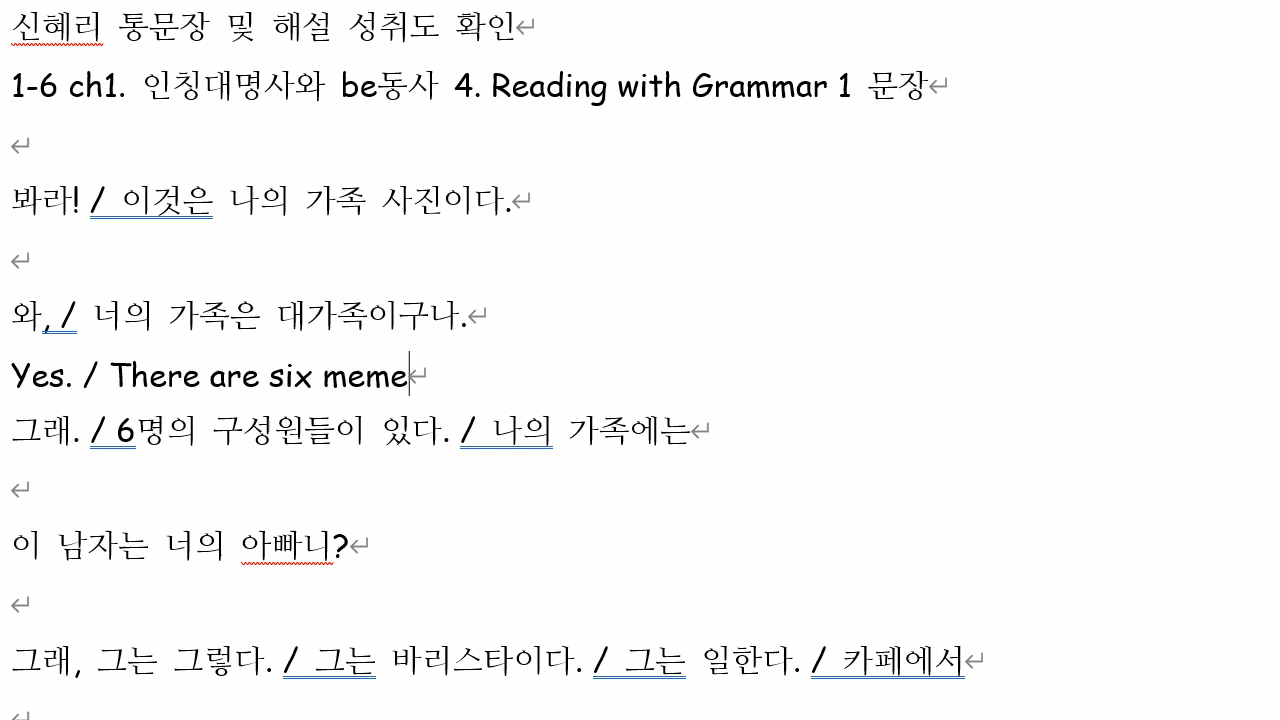 신혜리 통문장 및 해설 성취도 확인
1-6 ch1. 인칭대명사와 be동사 4. Reading with Grammar 1 문장
봐라! / 이것은 나의 가족 사진이다.
와, / 너의 가족은 대가족이구나.
Yes. / There are six meme
그래. / 6명의 구성원들이 있다. / 나의 가족에는
이 남자는 너의 아빠니?
그래, 그는 그렇다. / 그는 바리스타이다. / 그는 일한다. / 카페에서